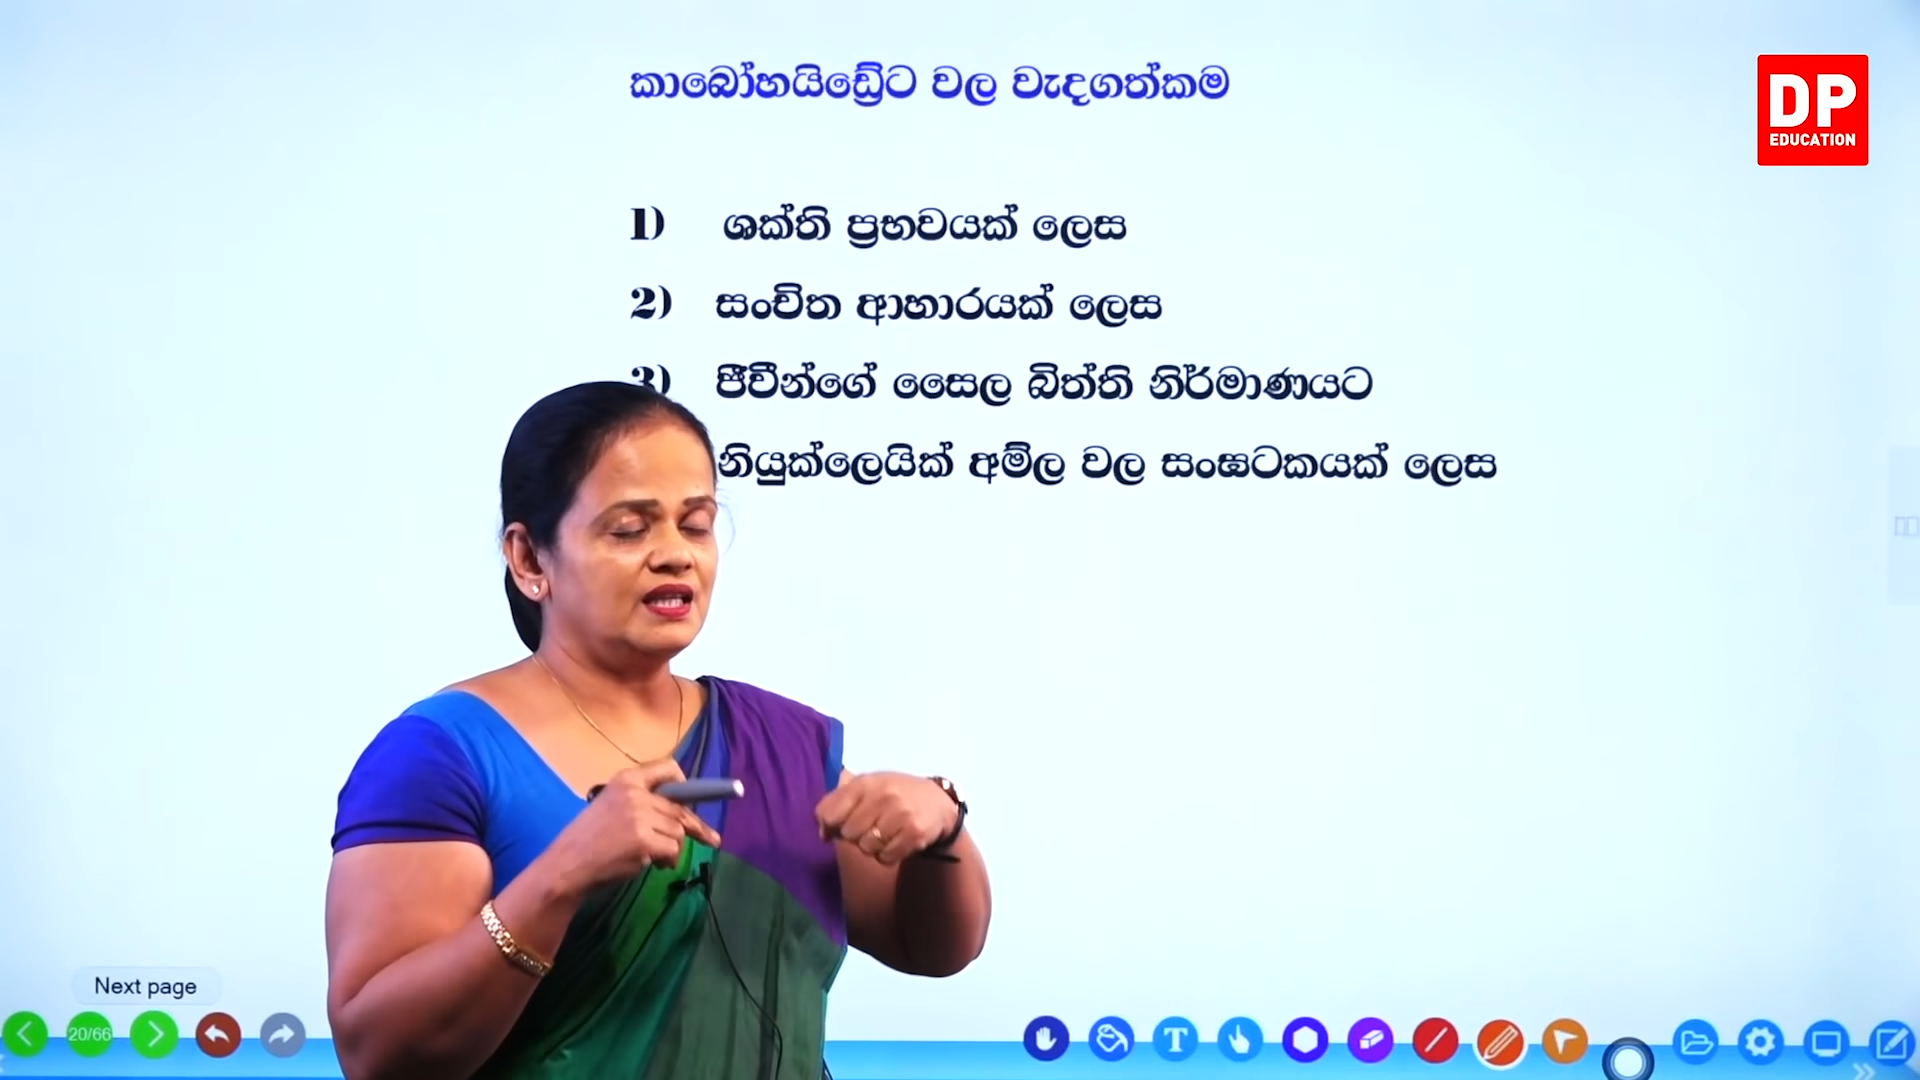 කාබෝහයිඩ්‍රේට වල වැදගත්කම
DP
EDUCATION
1) ශක්ති ප්‍රභවයක් ලෙස
2) සංචිත ආහාරයක් ලෙස
3) ජීවීන්ගේ සෛල බිත්ති නිර්මාණයට
නියුක්ලෙයික් අම්ල වල සංඝටකයක් ලෙස
Next page
20/66